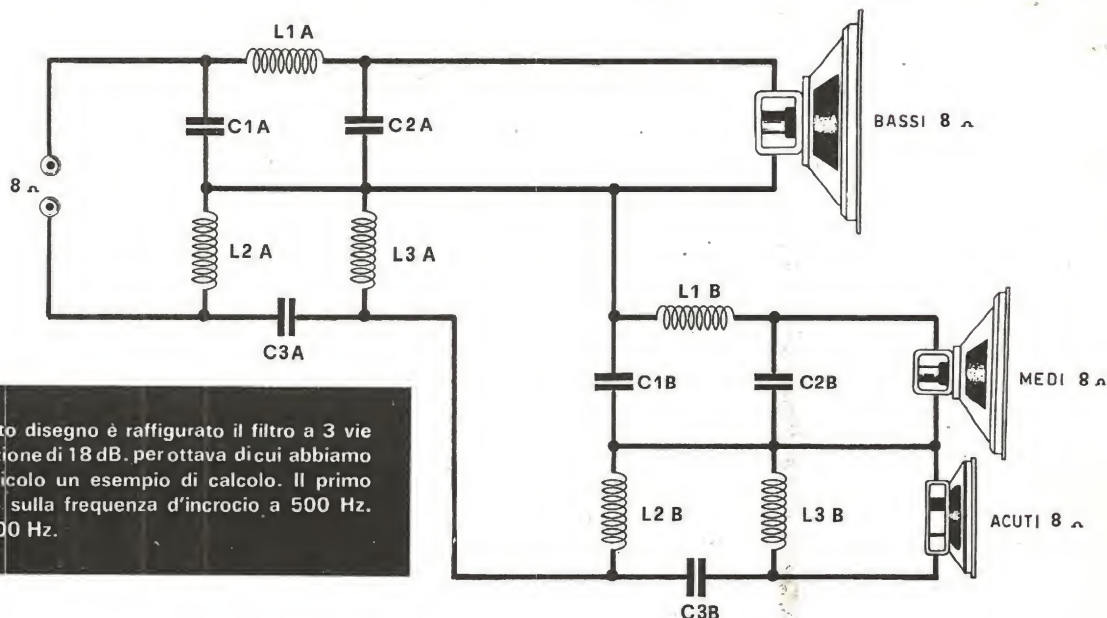 L1 A
C1A
C2A
BASSI 8 Ω
8 Ω
L2 A
L3 A
C3A
L1 B
C1B
C2B
MEDI 8 Ω
L2 B
L3 B
ACUTI 8 Ω
C3B
to disegno è raffigurato il filtro a 3 vie
zione di 18 dB. per ottava di cui abbiamo
icolo un esempio di calcolo. Il primo
sulla frequenza d'incrocio a 500 Hz.
00 Hz.